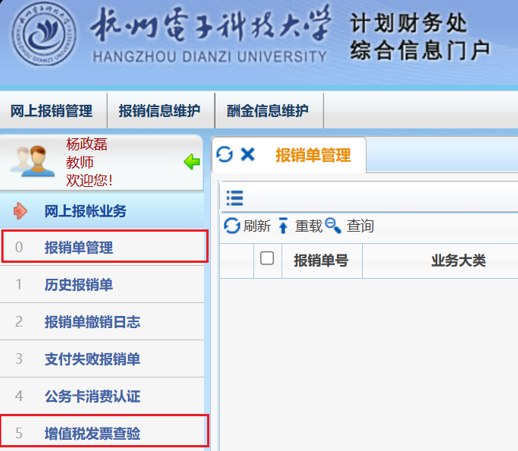 杭州电子科技大学
HANGZHOU DIANZI UNIVERSITY
计划财务处
综合信息门户
网上报销管理 报销信息维护 酬金信息维护
杨政磊
教师
欢迎您!
报销单管理
网上报帐业务
0 报销单管理
1 历史报销单
2 报销单撤销日志
3 支付失败报销单
4 公务卡消费认证
5 增值税发票查验
刷新 重载 查询
报销单号 业务大类